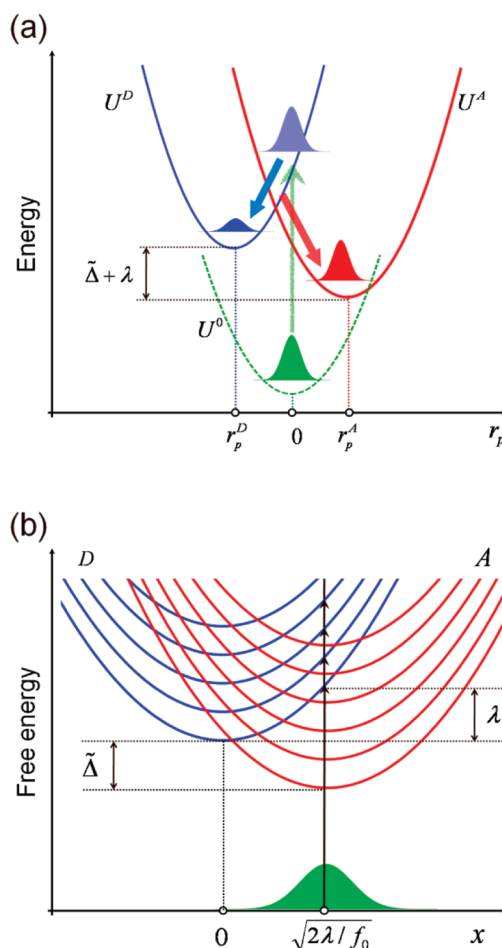 (a)
U^D
U^A
Energy
Δ̃ + λ
U^0
r_p^D
0
r_p^A
r_p
(b)
D
A
Free energy
λ
Δ̃
0
√2λ / f_0
x